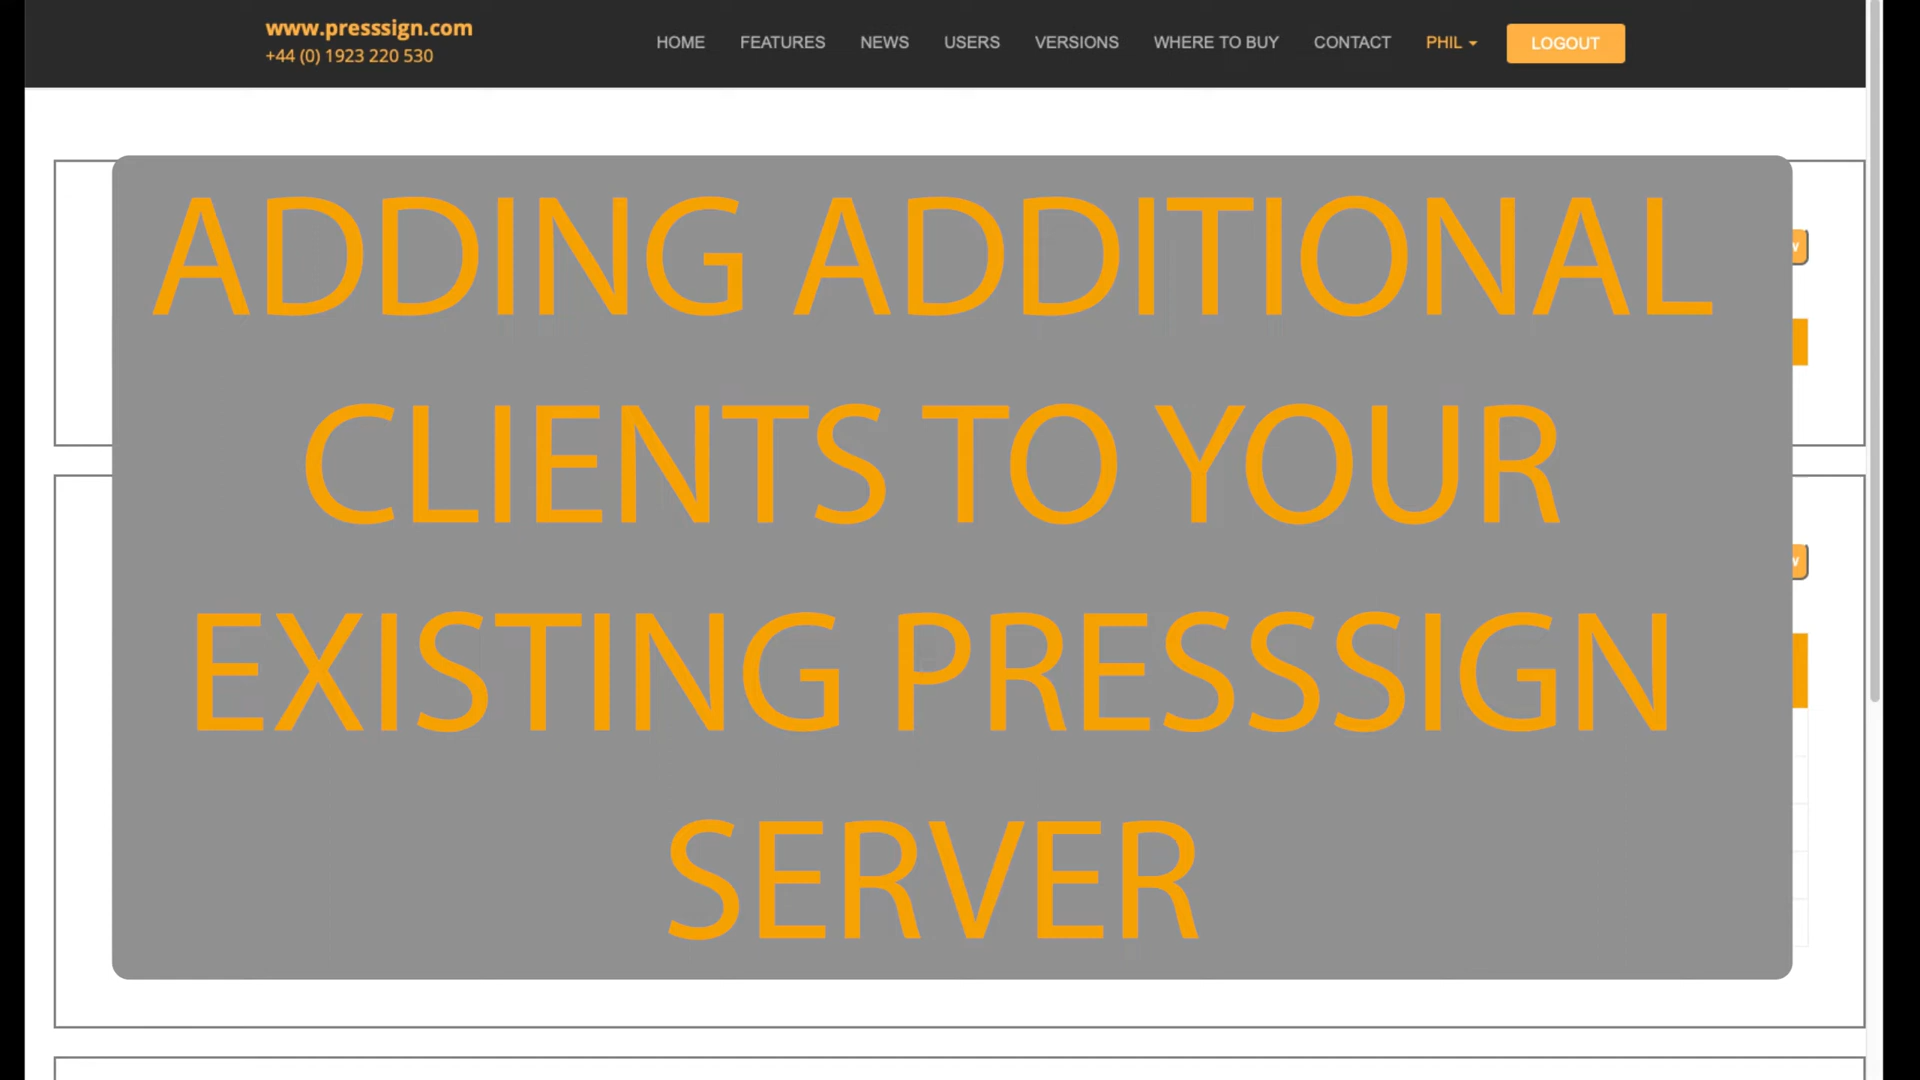 www.presssign.com
+44 (0) 1923 220 530
HOME FEATURES NEWS USERS VERSIONS WHERE TO BUY CONTACT PHIL LOGOUT
ADDING ADDITIONAL
CLIENTS TO YOUR
EXISTING PRESSSIGN
SERVER